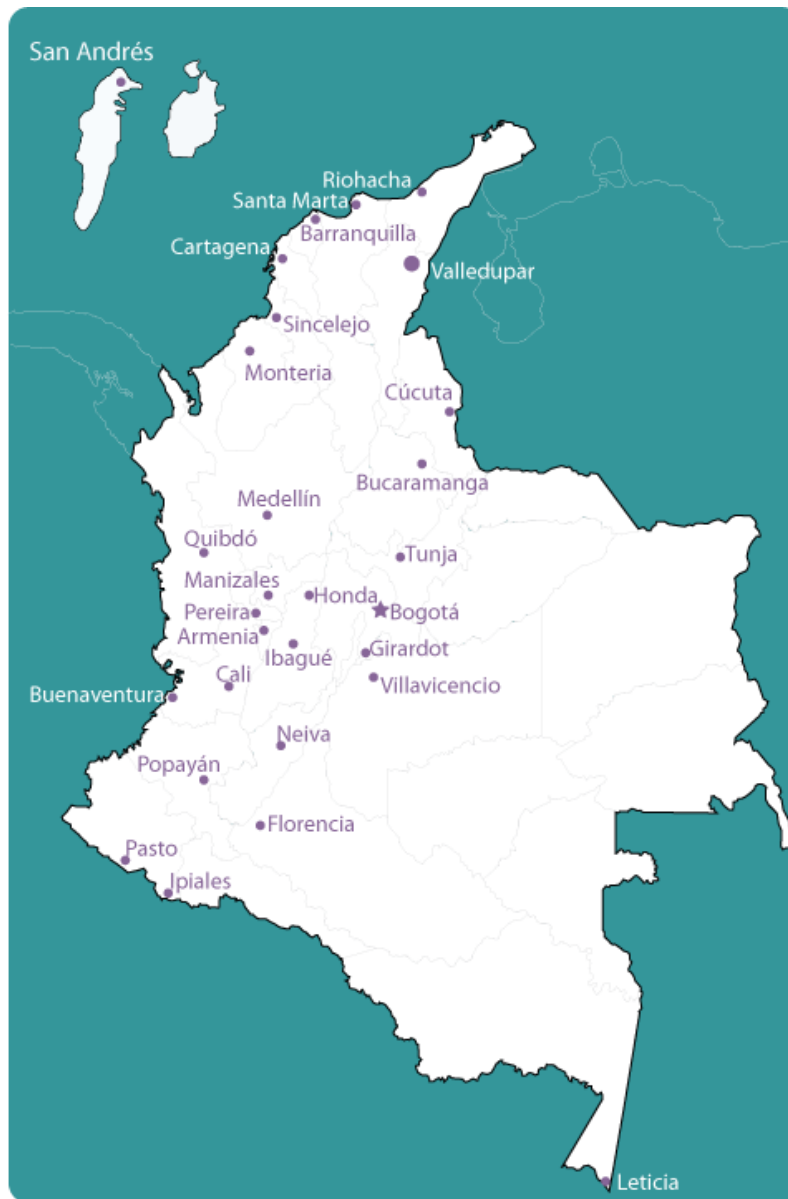 San Andrés
Riohacha
Santa Marta
Barranquilla
Cartagena
Valledupar
Sincelejo
Monteria
Cúcuta
Bucaramanga
Medellín
Quibdó
Tunja
Manizales
Honda
Pereira
Bogotá
Armenia
Ibagué
Girardot
Cali
Villavicencio
Buenaventura
Neiva
Popayán
Florencia
Pasto
Ipiales
Leticia